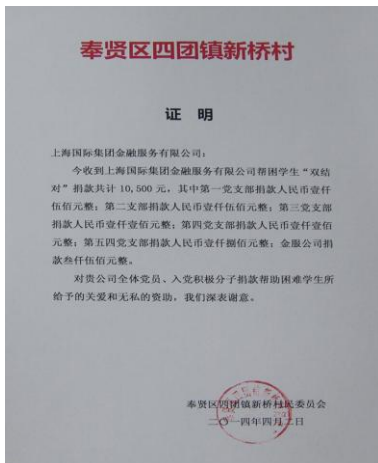 奉贤区四团镇新桥村
证 明
上海国际集团金融服务有限公司:
今收到上海国际集团金融服务有限公司帮困学生“双结
对”捐款共计 10,500 元,其中第一党支部捐款人民币壹仟
伍佰元整;第二支部捐款人民币壹仟伍佰元整;第三党支部
捐款人民币壹仟壹佰元整;第四党支部捐款人民币壹仟壹佰
元整;第五四党支部捐款人民币壹仟捌佰元整;金服公司捐
款叁仟伍佰元整。
对贵公司全体党员、入党积极分子捐款帮助困难学生所
给予的关爱和无私的资助,我们深表谢意。
奉贤区四团镇新桥村民委员会
二〇一四年四月二日